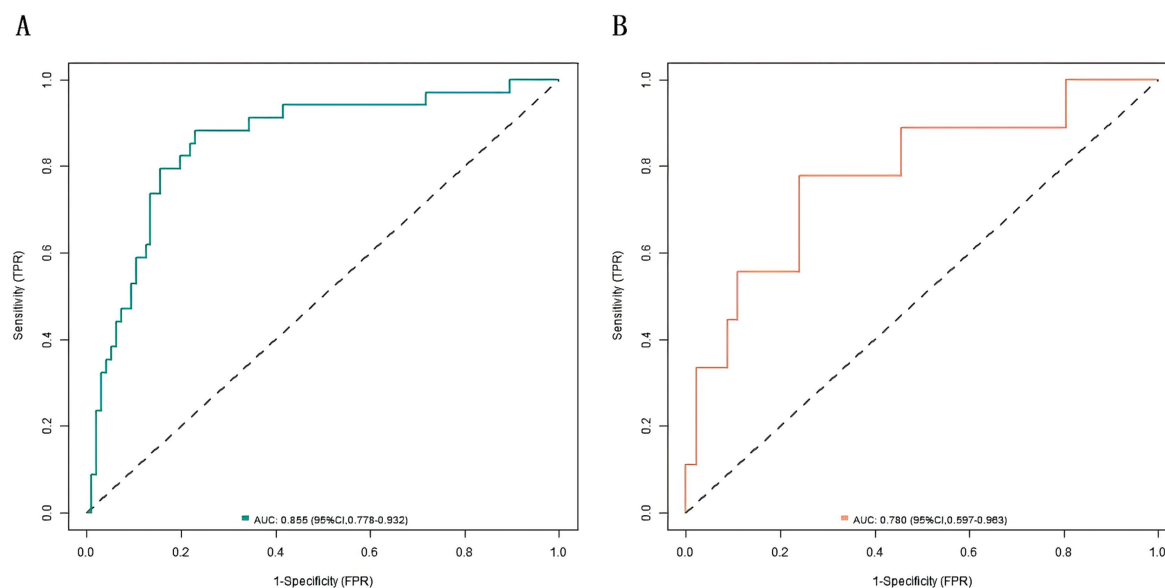 A
1.0
0.8
0.6
0.4
0.2
0.0
Sensitivity (TPR)
AUC: 0.855 (95%CI,0.778-0.932)
0.0 0.2 0.4 0.6 0.8 1.0
1-Specificity (FPR)
B
1.0
0.8
0.6
0.4
0.2
0.0
Sensitivity (TPR)
AUC: 0.780 (95%CI,0.597-0.963)
0.0 0.2 0.4 0.6 0.8 1.0
1-Specificity (FPR)